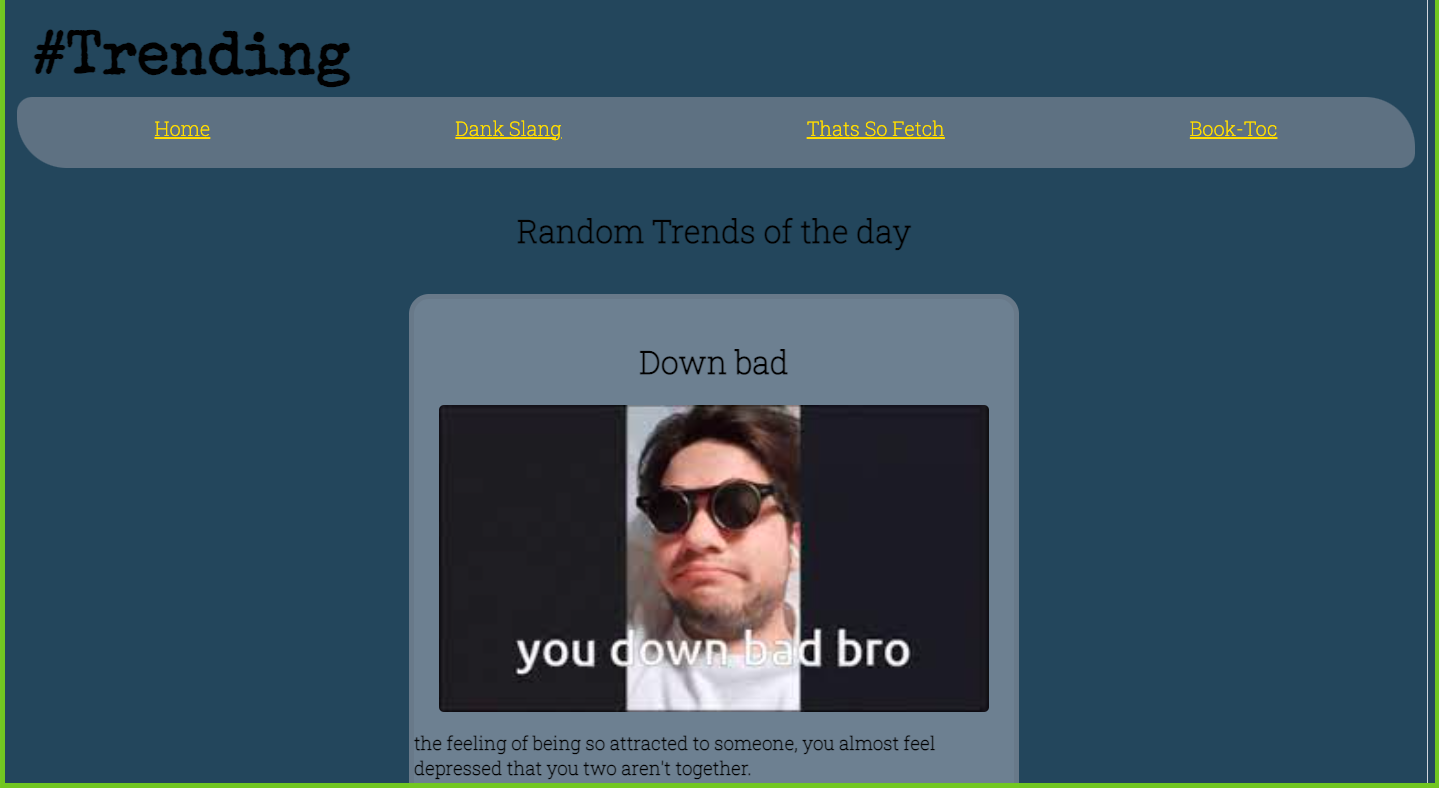 #Trending
Home Dank Slang Thats So Fetch Book-Toc
Random Trends of the day
Down bad
you down bad bro
the feeling of being so attracted to someone, you almost feel
depressed that you two aren't together.